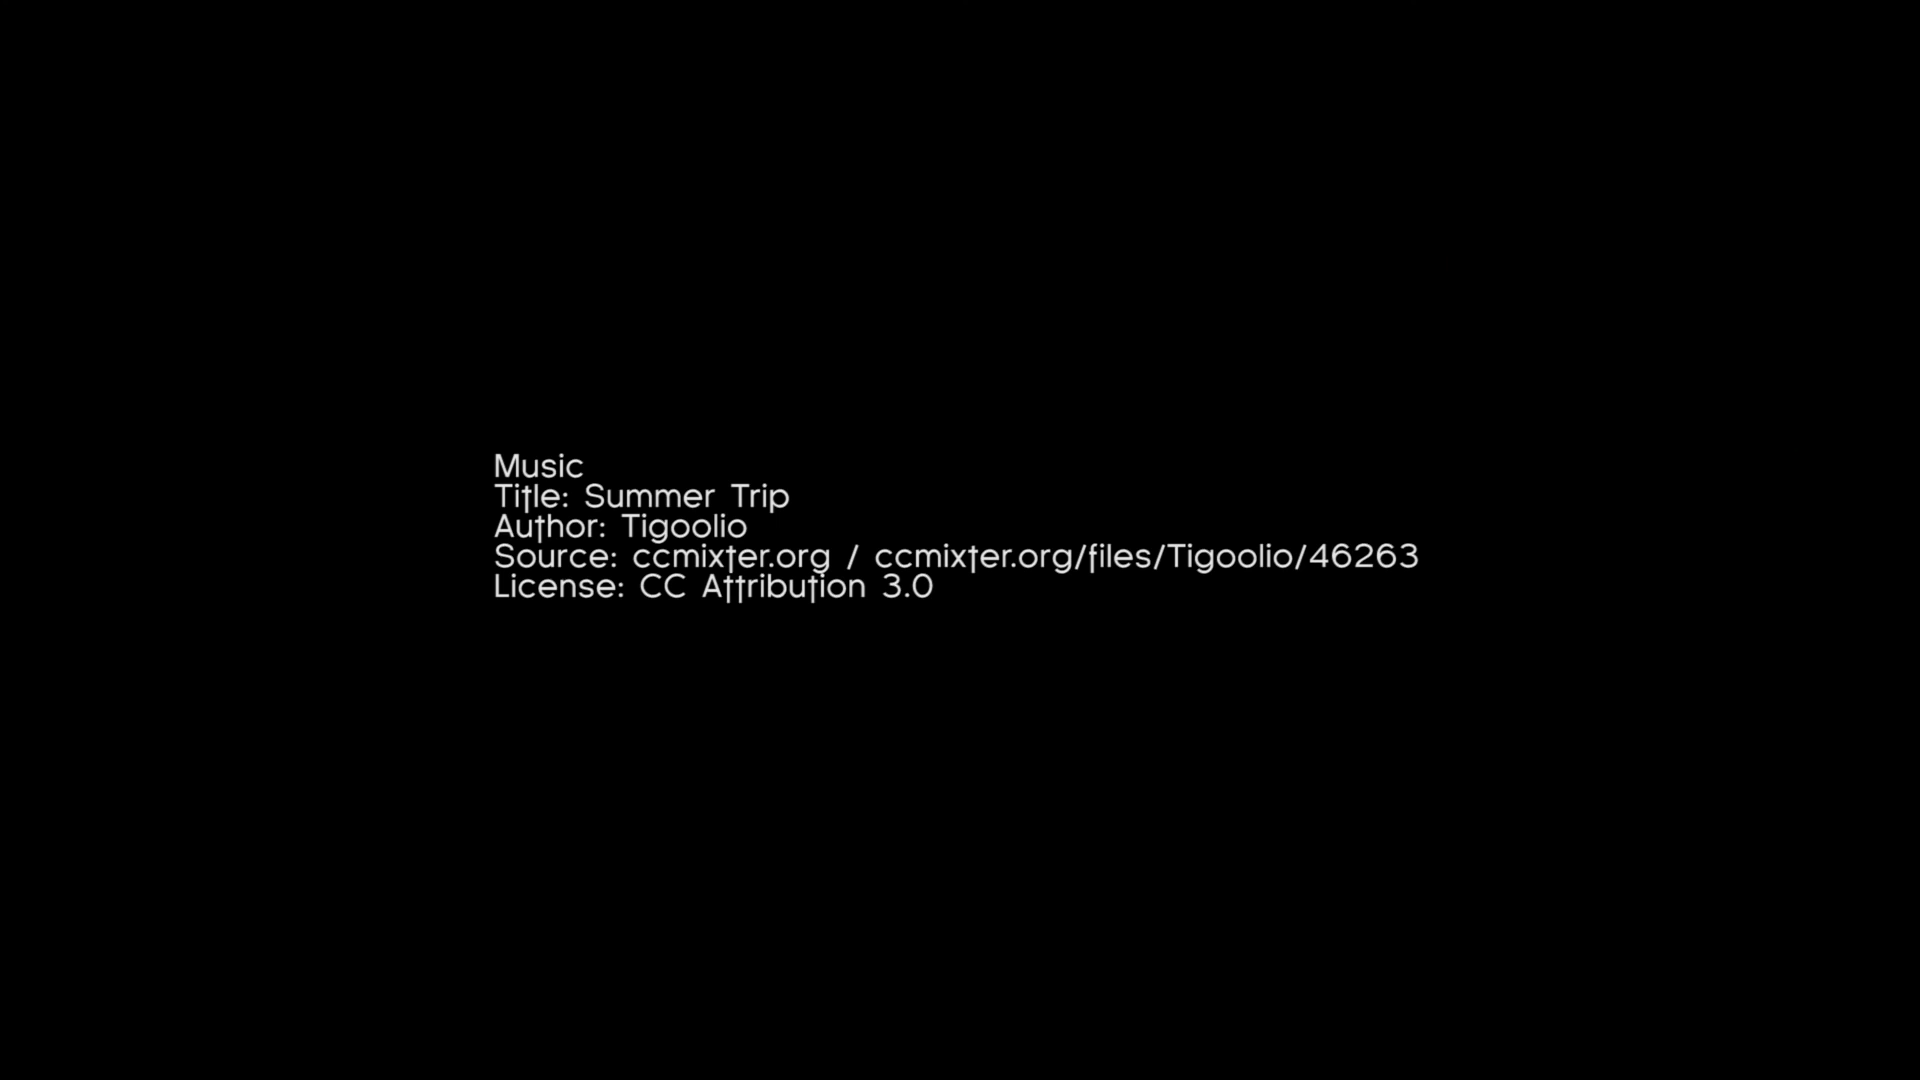 Music
Title: Summer Trip
Author: Tigoolio
Source: ccmixter.org / ccmixter.org/files/Tigoolio/46263
License: CC Attribution 3.0